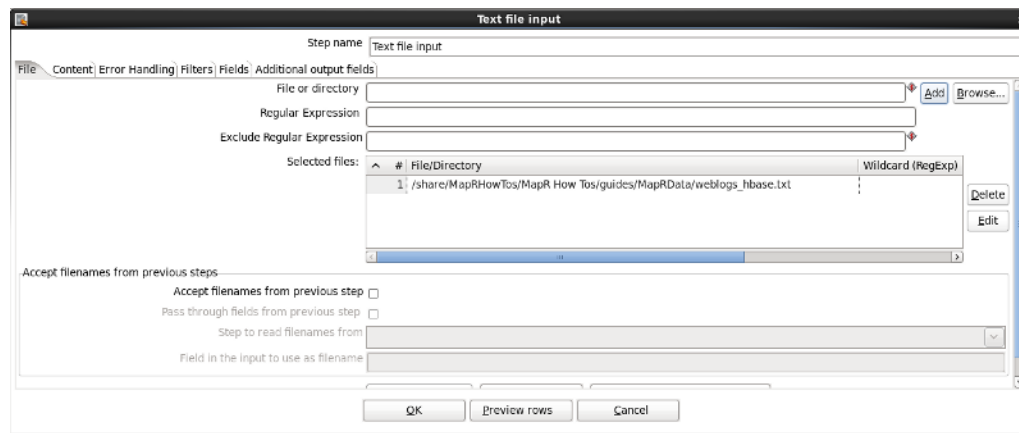 Text file input
Step name Text file input
File Content Error Handling Filters Fields Additional output fields
File or directory Add Browse...
Regular Expression
Exclude Regular Expression
Selected files: # File/Directory Wildcard (RegExp)
1 /share/MapRHowTos/MapR How Tos/guides/MapRData/weblogs_hbase.txt
Delete
Edit
Accept filenames from previous steps
Accept filenames from previous step
Pass through fields from previous step
Step to read filenames from
Field in the input to use as filename
OK Preview rows Cancel